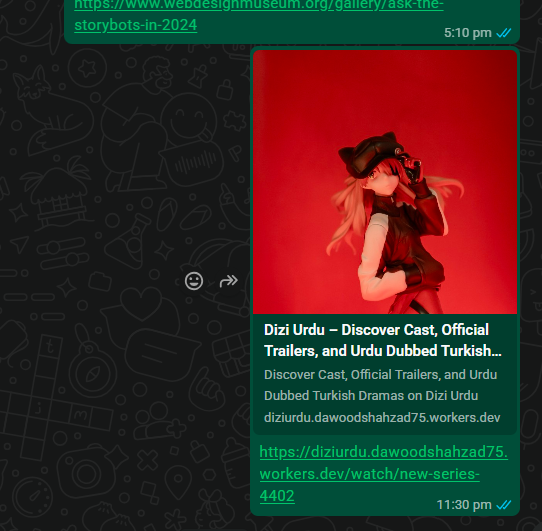 https://www.webdesignmuseum.org/gallery/ask-the-
storybots-in-2024
5:10 pm
Dizi Urdu – Discover Cast, Official
Trailers, and Urdu Dubbed Turkish...
Discover Cast, Official Trailers, and Urdu
Dubbed Turkish Dramas on Dizi Urdu
diziurdu.dawoodshahzad75.workers.dev
https://diziurdu.dawoodshahzad75.
workers.dev/watch/new-series-
4402
11:30 pm